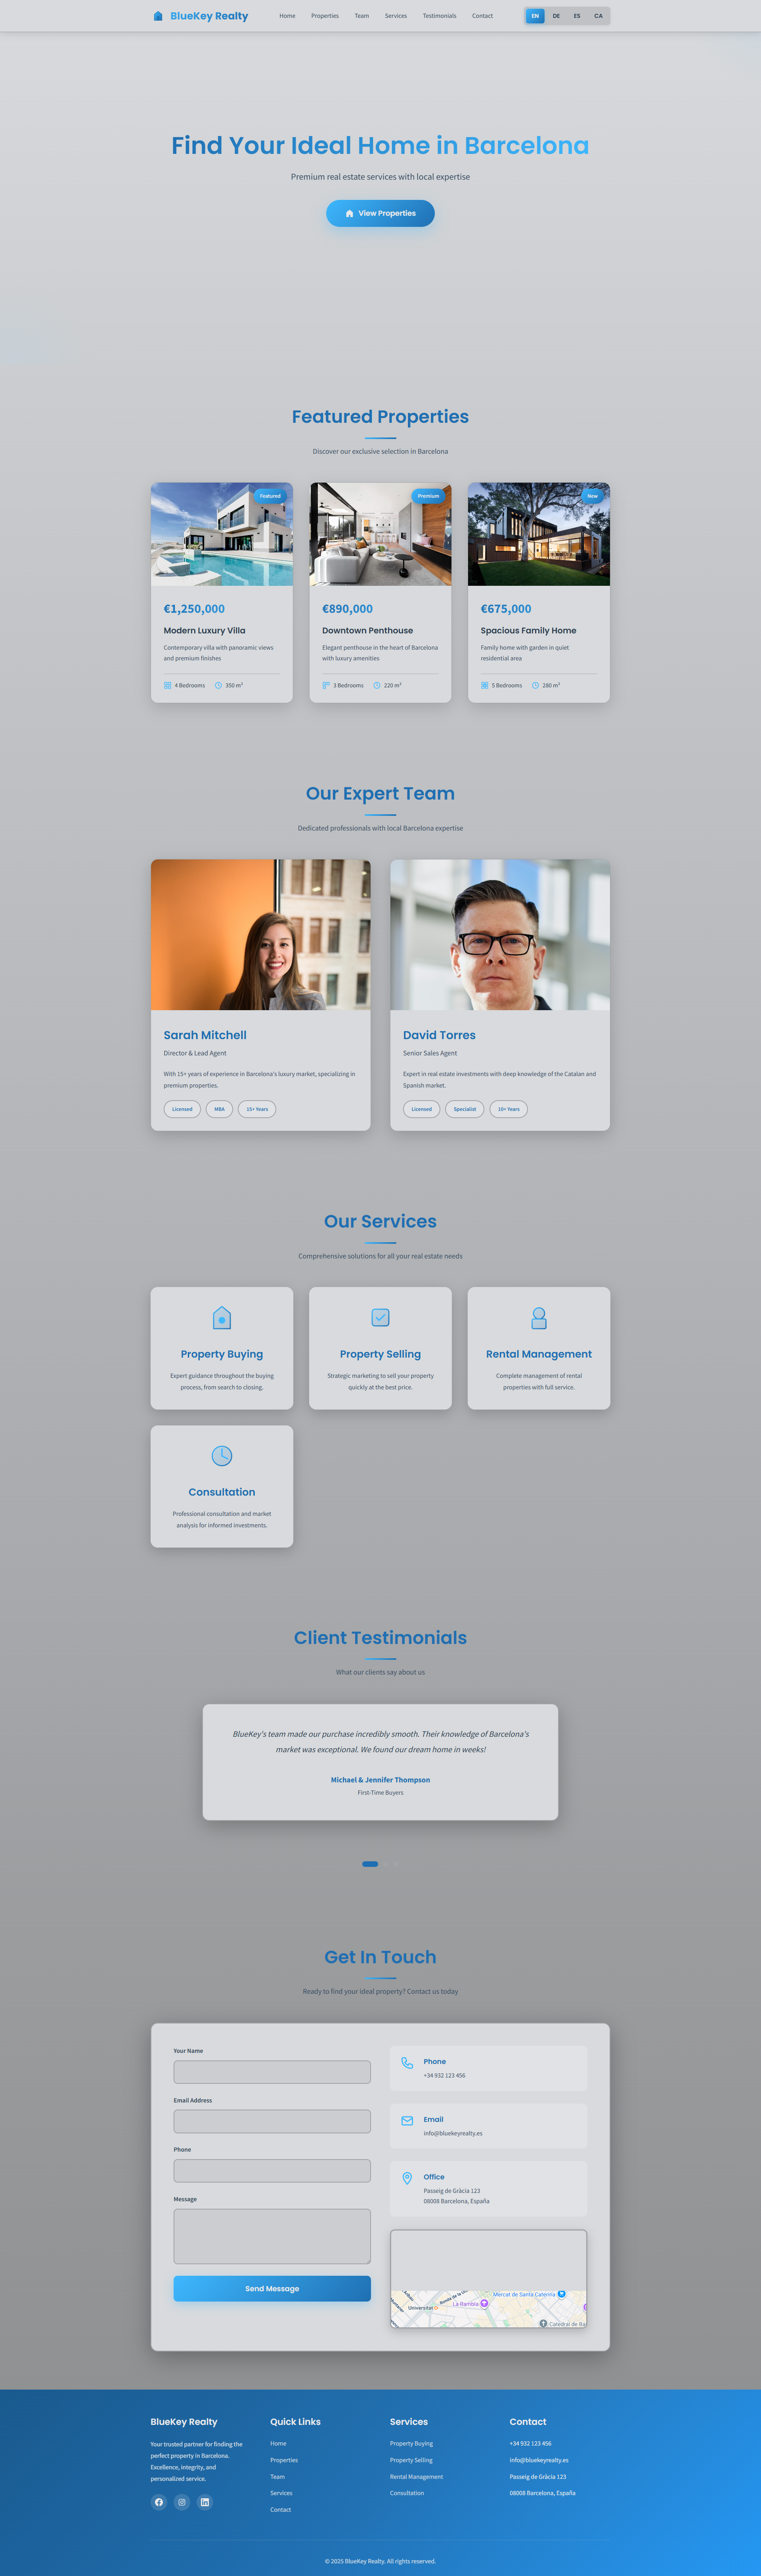 BlueKey Realty
Home
Properties
Team
Services
Testimonials
Contact
EN
DE
ES
CA
Find Your Ideal Home in Barcelona
Premium real estate services with local expertise
View Properties
Featured Properties
Discover our exclusive selection in Barcelona
Featured
€1,250,000
Modern Luxury Villa
Contemporary villa with panoramic views
and premium finishes
4 Bedrooms
350 m²
Premium
€890,000
Downtown Penthouse
Elegant penthouse in the heart of Barcelona
with luxury amenities
3 Bedrooms
220 m²
New
€675,000
Spacious Family Home
Family home with garden in quiet
residential area
5 Bedrooms
280 m²
Our Expert Team
Dedicated professionals with local Barcelona expertise
Sarah Mitchell
Director & Lead Agent
With 15+ years of experience in Barcelona's luxury market, specializing in
premium properties.
Licensed
MBA
15+ Years
David Torres
Senior Sales Agent
Expert in real estate investments with deep knowledge of the Catalan and
Spanish market.
Licensed
Specialist
10+ Years
Our Services
Comprehensive solutions for all your real estate needs
Property Buying
Expert guidance throughout the buying
process, from search to closing.
Property Selling
Strategic marketing to sell your property
quickly at the best price.
Rental Management
Complete management of rental
properties with full service.
Consultation
Professional consultation and market
analysis for informed investments.
Client Testimonials
What our clients say about us
BlueKey's team made our purchase incredibly smooth. Their knowledge of Barcelona's
market was exceptional. We found our dream home in weeks!
Michael & Jennifer Thompson
First-Time Buyers
Get In Touch
Ready to find your ideal property? Contact us today
Your Name
Email Address
Phone
Message
Send Message
Phone
+34 932 123 456
Email
info@bluekeyrealty.es
Office
Passeig de Gràcia 123
08008 Barcelona, España
Mercat de Santa Caterina
La Rambla
Universitat
Catedral de Ba
BlueKey Realty
Your trusted partner for finding the
perfect property in Barcelona.
Excellence, integrity, and
personalized service.
Quick Links
Home
Properties
Team
Services
Contact
Services
Property Buying
Property Selling
Rental Management
Consultation
Contact
+34 932 123 456
info@bluekeyrealty.es
Passeig de Gràcia 123
08008 Barcelona, España
© 2025 BlueKey Realty. All rights reserved.